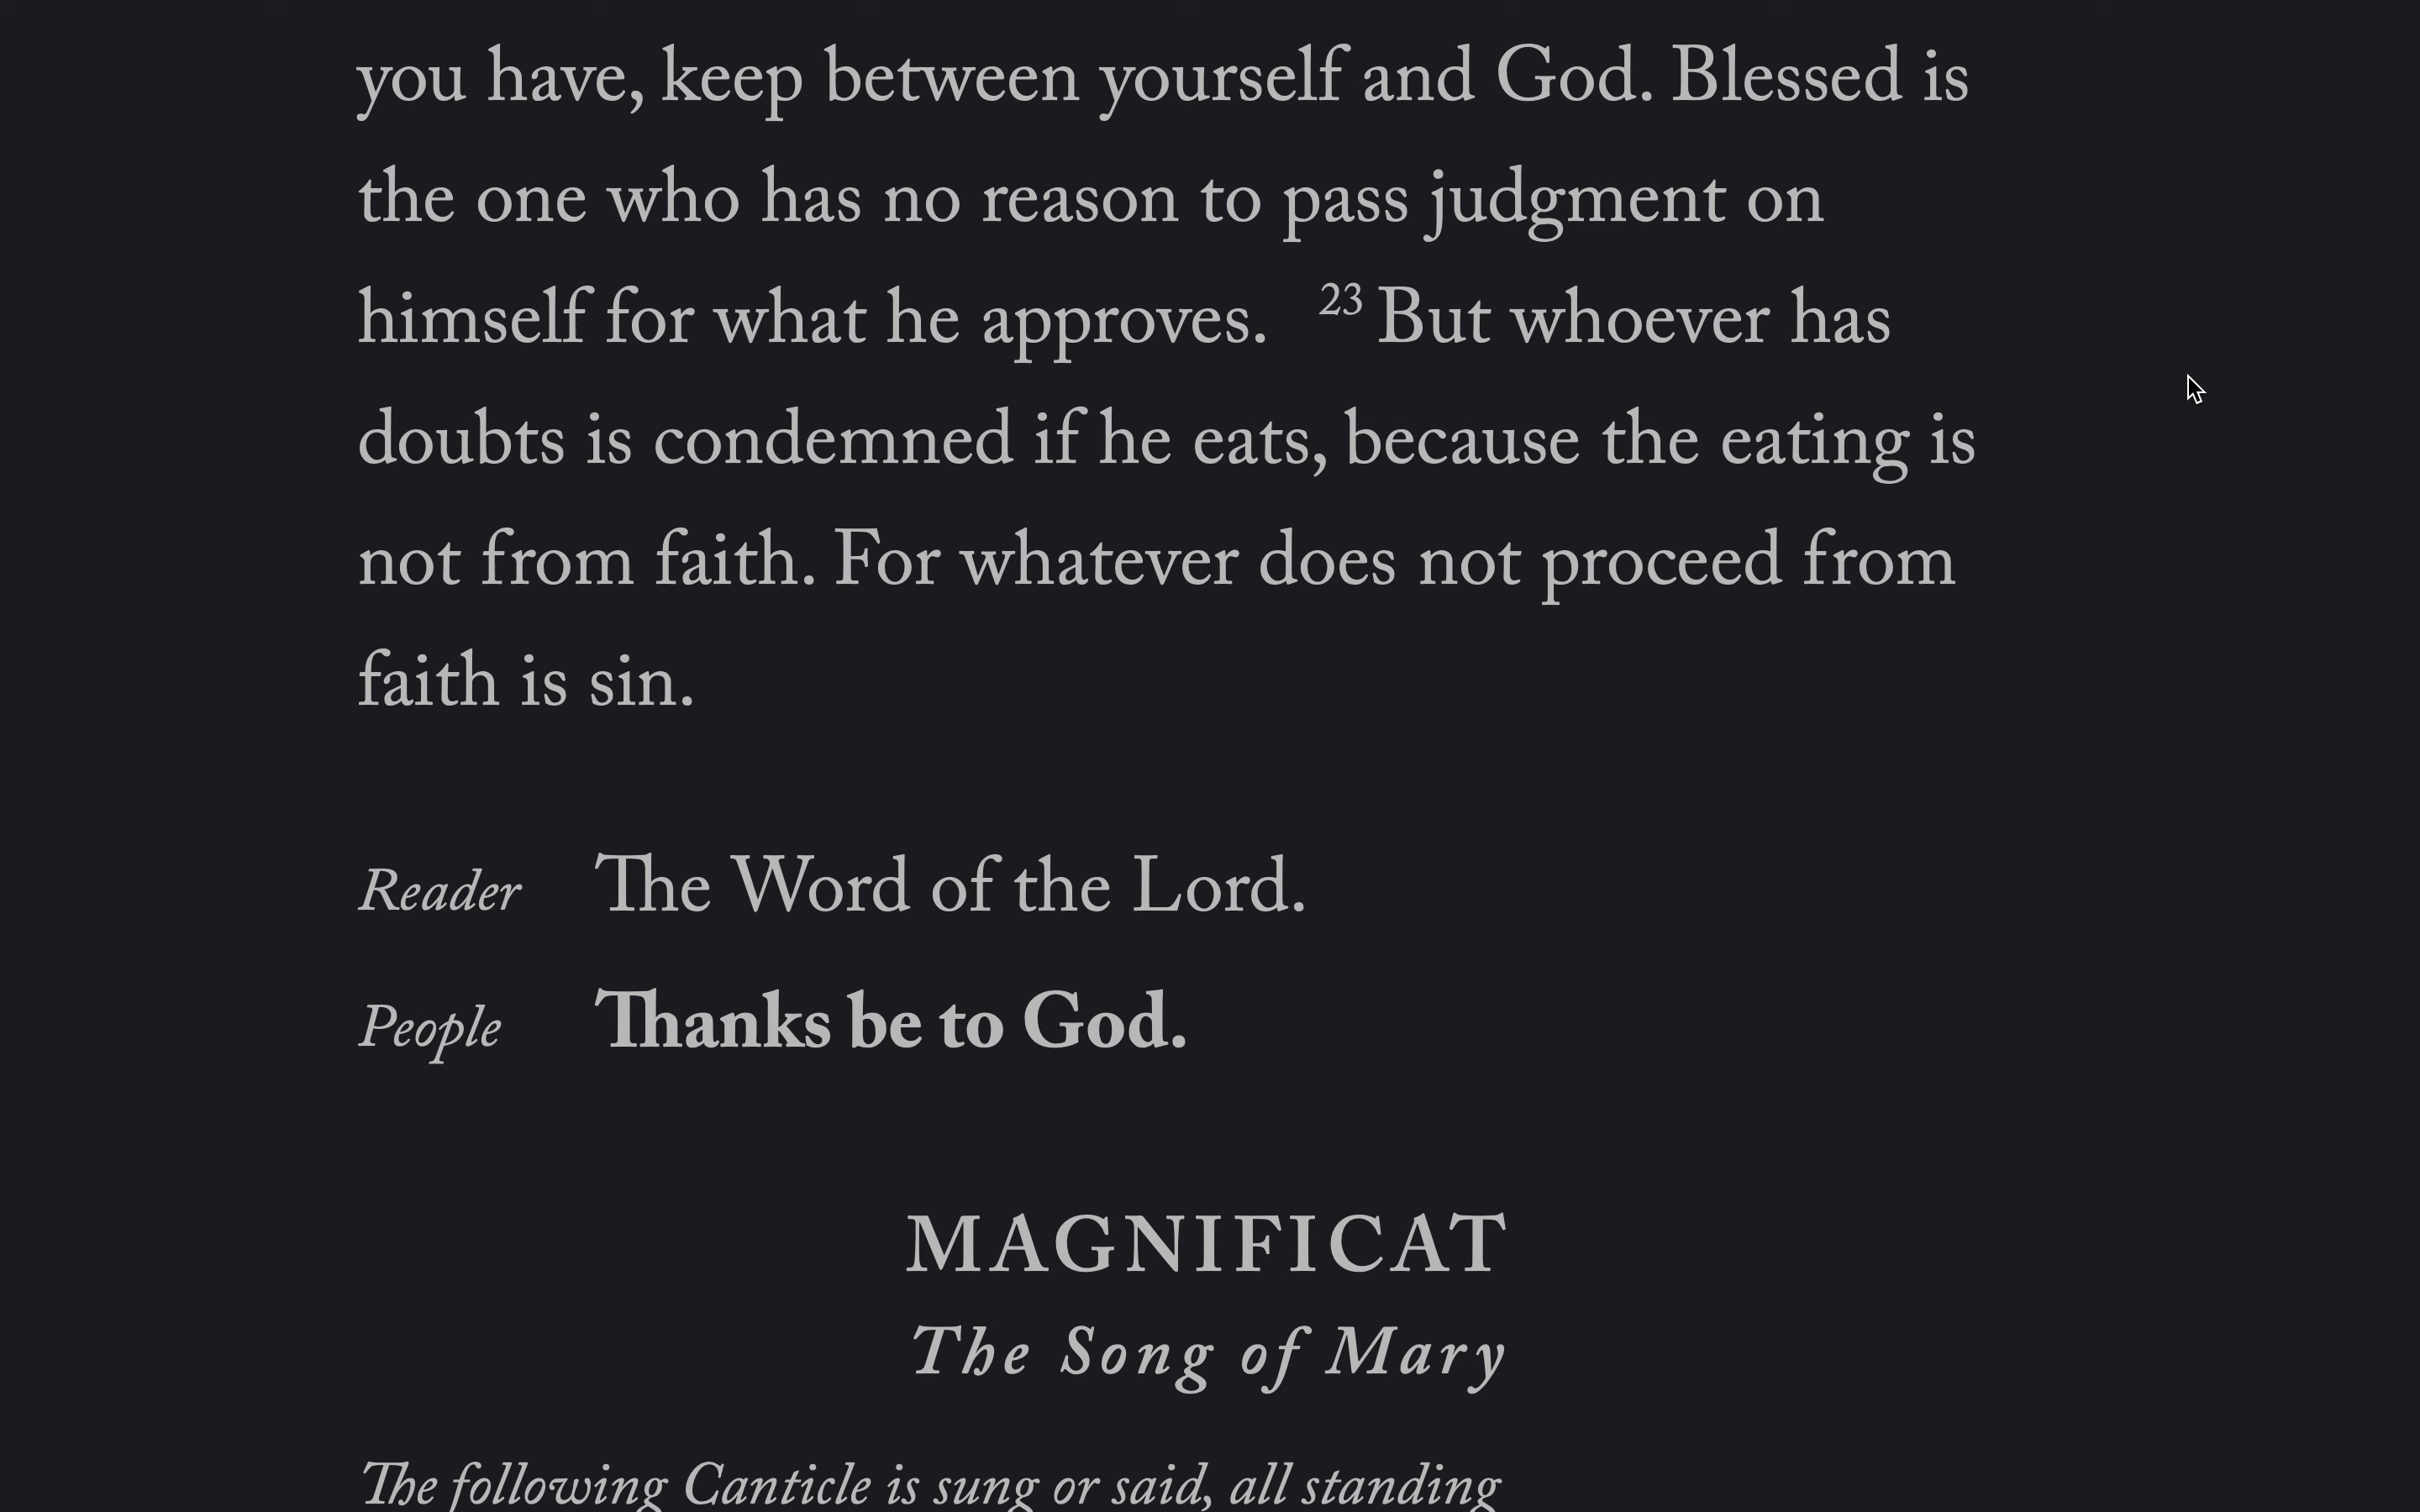 you have, keep between yourself and God. Blessed is
the one who has no reason to pass judgment on
himself for what he approves. 23 But whoever has
doubts is condemned if he eats, because the eating is
not from faith. For whatever does not proceed from
faith is sin.
Reader The Word of the Lord.
People Thanks be to God.
MAGNIFICAT
The Song of Mary
The following Canticle is sung or said, all standing